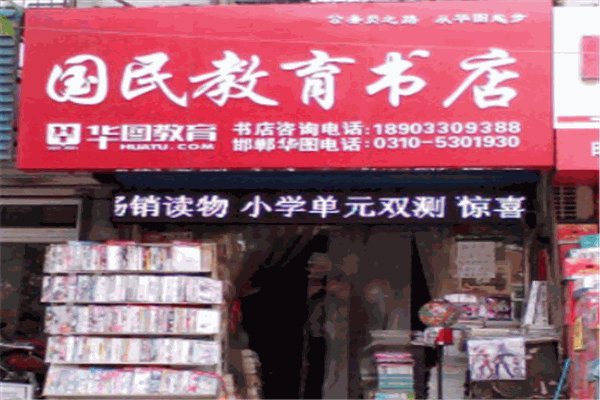 公务员之路 从华图起步
国民教育书店
华图教育
HUATU.COM
书店咨询电话:18903309388
邯郸华图电话:0310-5301930
畅销读物 小学单元双测 惊喜